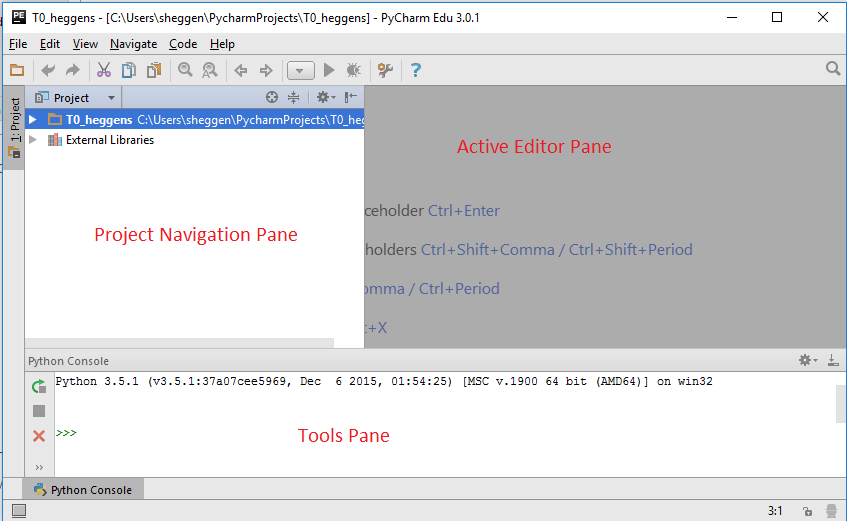 T0_heggens - [C:\Users\sheggen\PycharmProjects\T0_heggens] - PyCharm Edu 3.0.1
File Edit View Navigate Code Help
1: Project
Project
T0_heggens C:\Users\sheggen\PycharmProjects\T0_heg
External Libraries
Project Navigation Pane
Active Editor Pane
ceholder Ctrl+Enter
holders Ctrl+Shift+Comma / Ctrl+Shift+Period
omma / Ctrl+Period
t+X
Python Console
Python 3.5.1 (v3.5.1:37a07cee5969, Dec  6 2015, 01:54:25) [MSC v.1900 64 bit (AMD64)] on win32
>>>
Tools Pane
Python Console
3:1